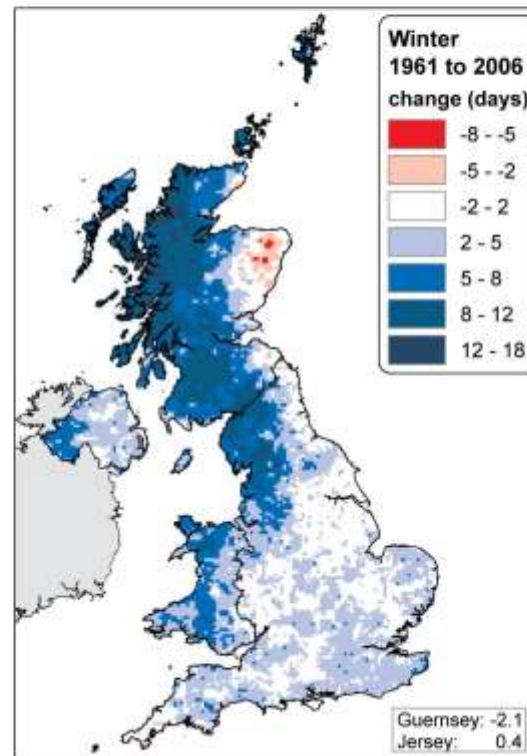 Winter
1961 to 2006
change (days)
-8 - -5
-5 - -2
-2 - 2
2 - 5
5 - 8
8 - 12
12 - 18
Guernsey: -2.1
Jersey: 0.4